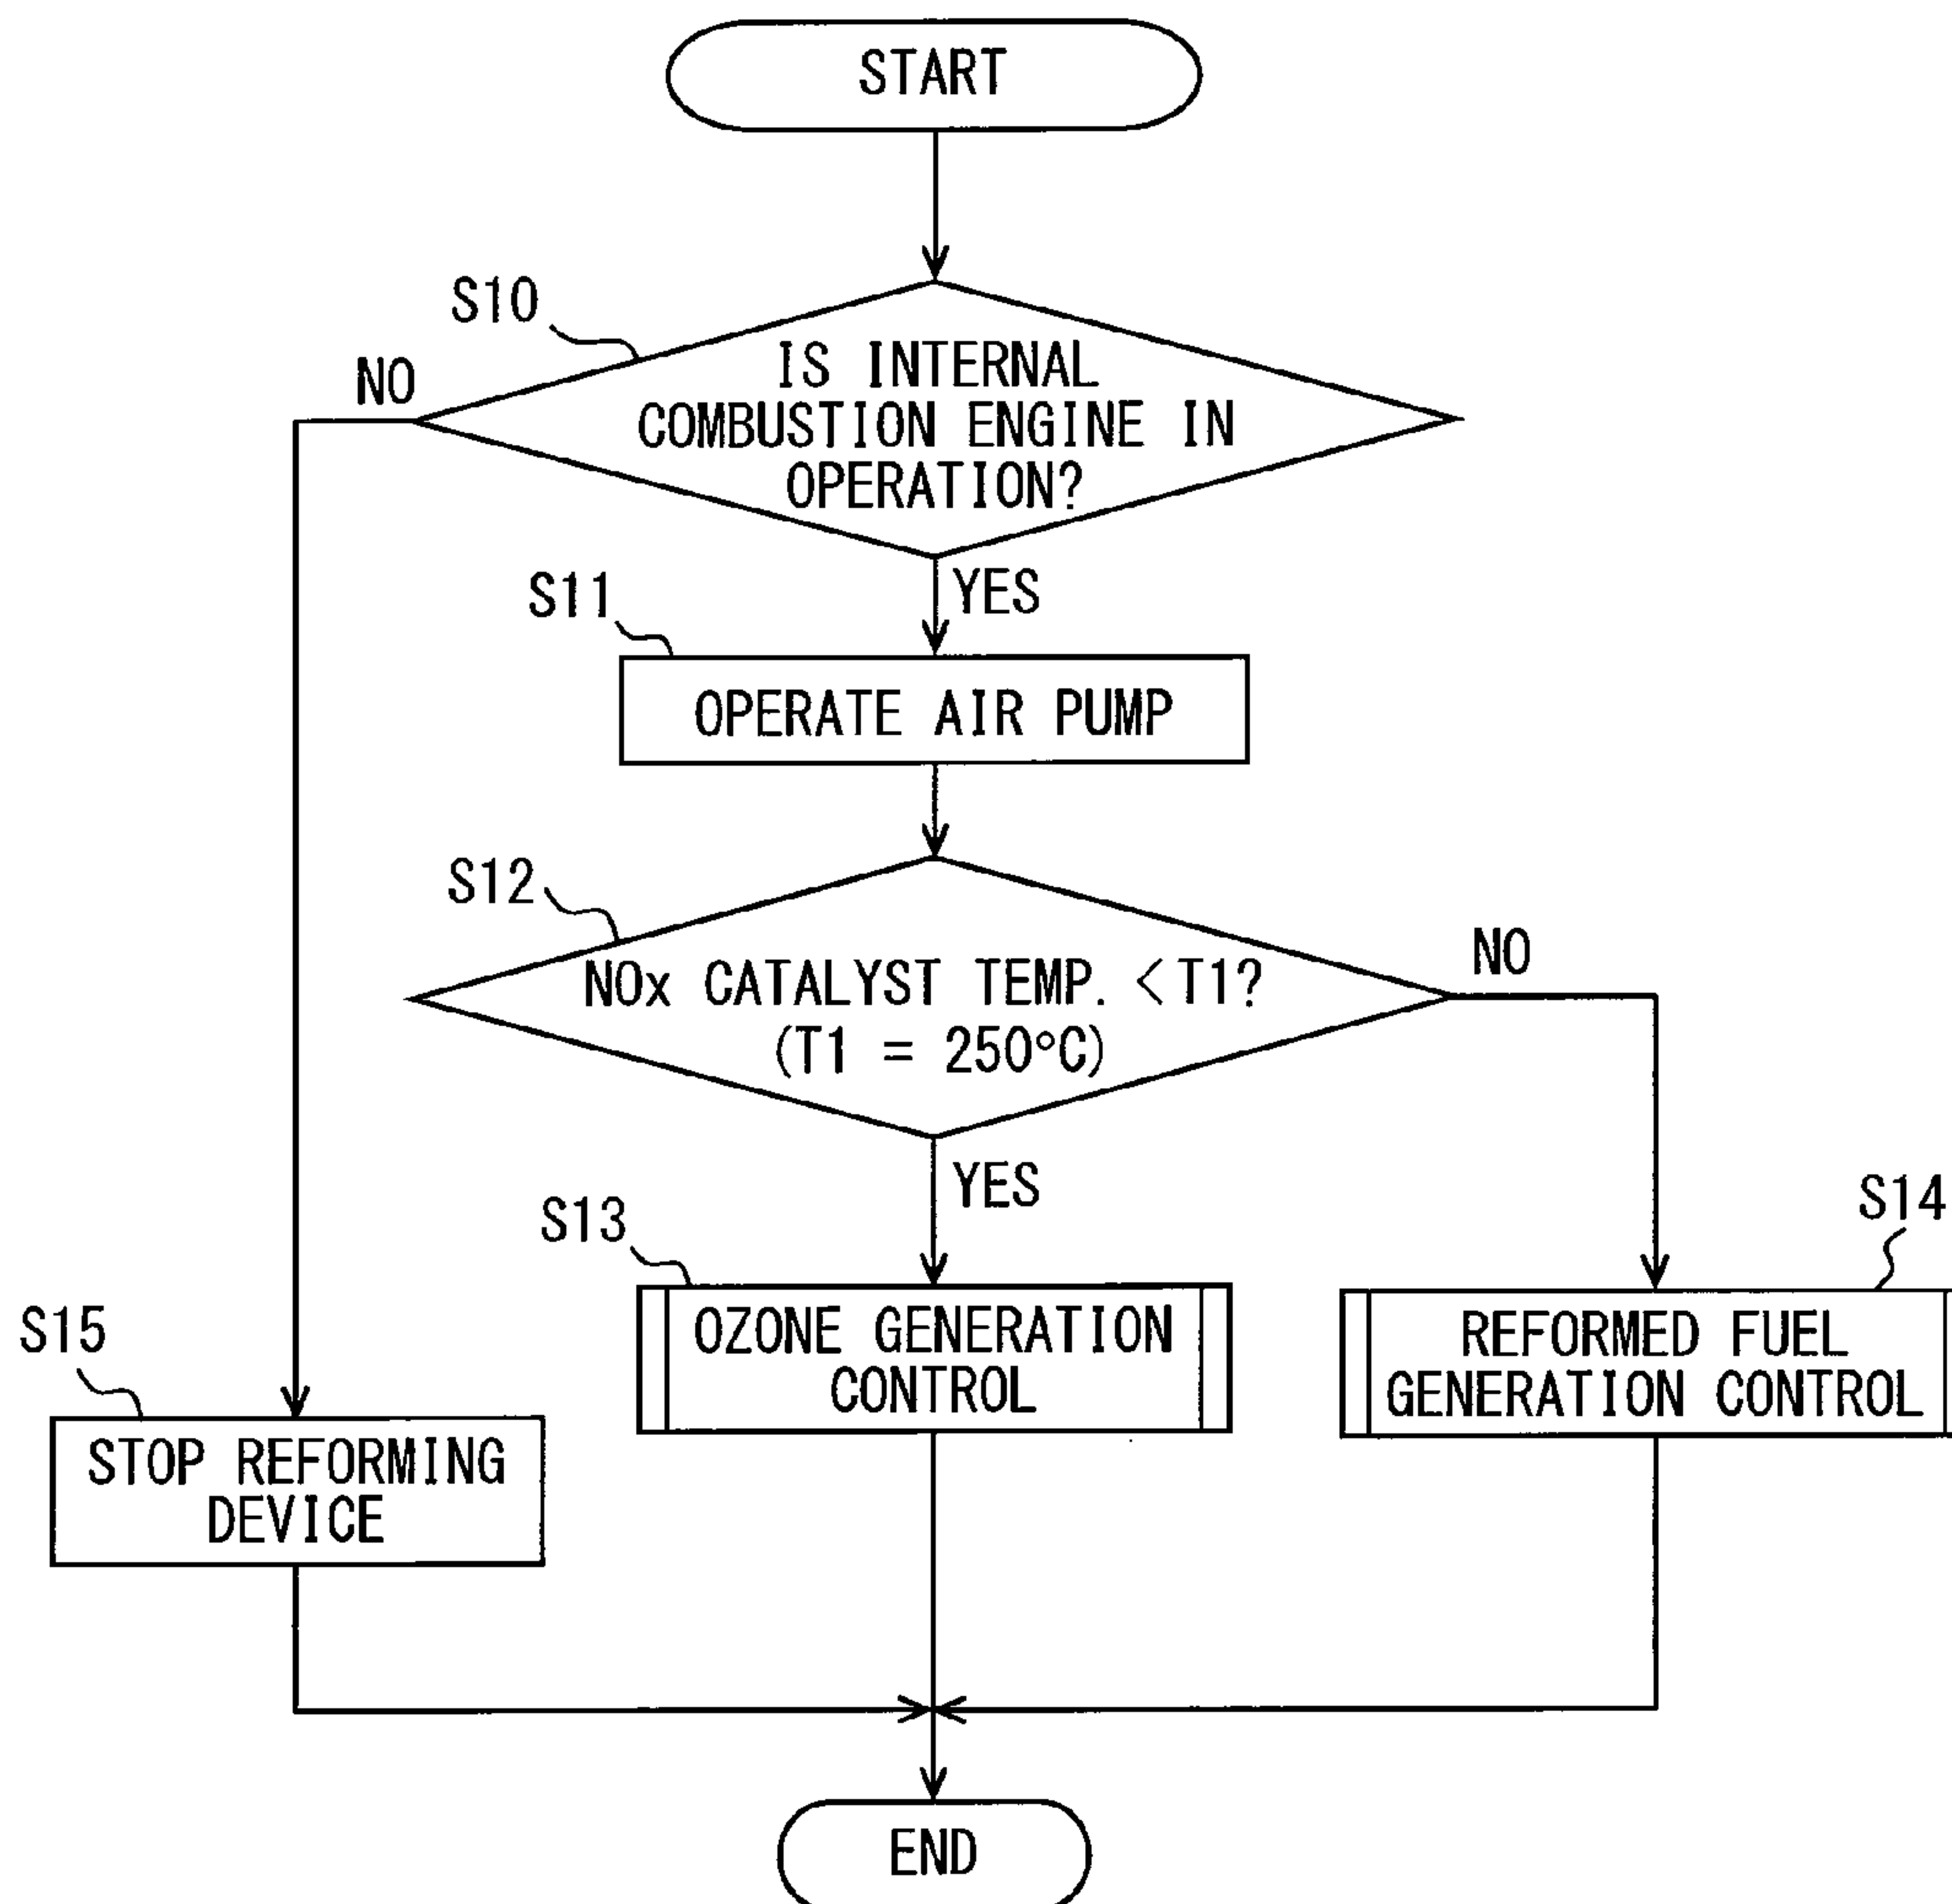 START
S10
NO
IS INTERNAL
COMBUSTION ENGINE IN
OPERATION?
YES
S11
OPERATE AIR PUMP
S12
NOx CATALYST TEMP. <T1?
(T1 = 250°C)
NO
YES
S13
OZONE GENERATION
CONTROL
S14
REFORMED FUEL
GENERATION CONTROL
S15
STOP REFORMING
DEVICE
END